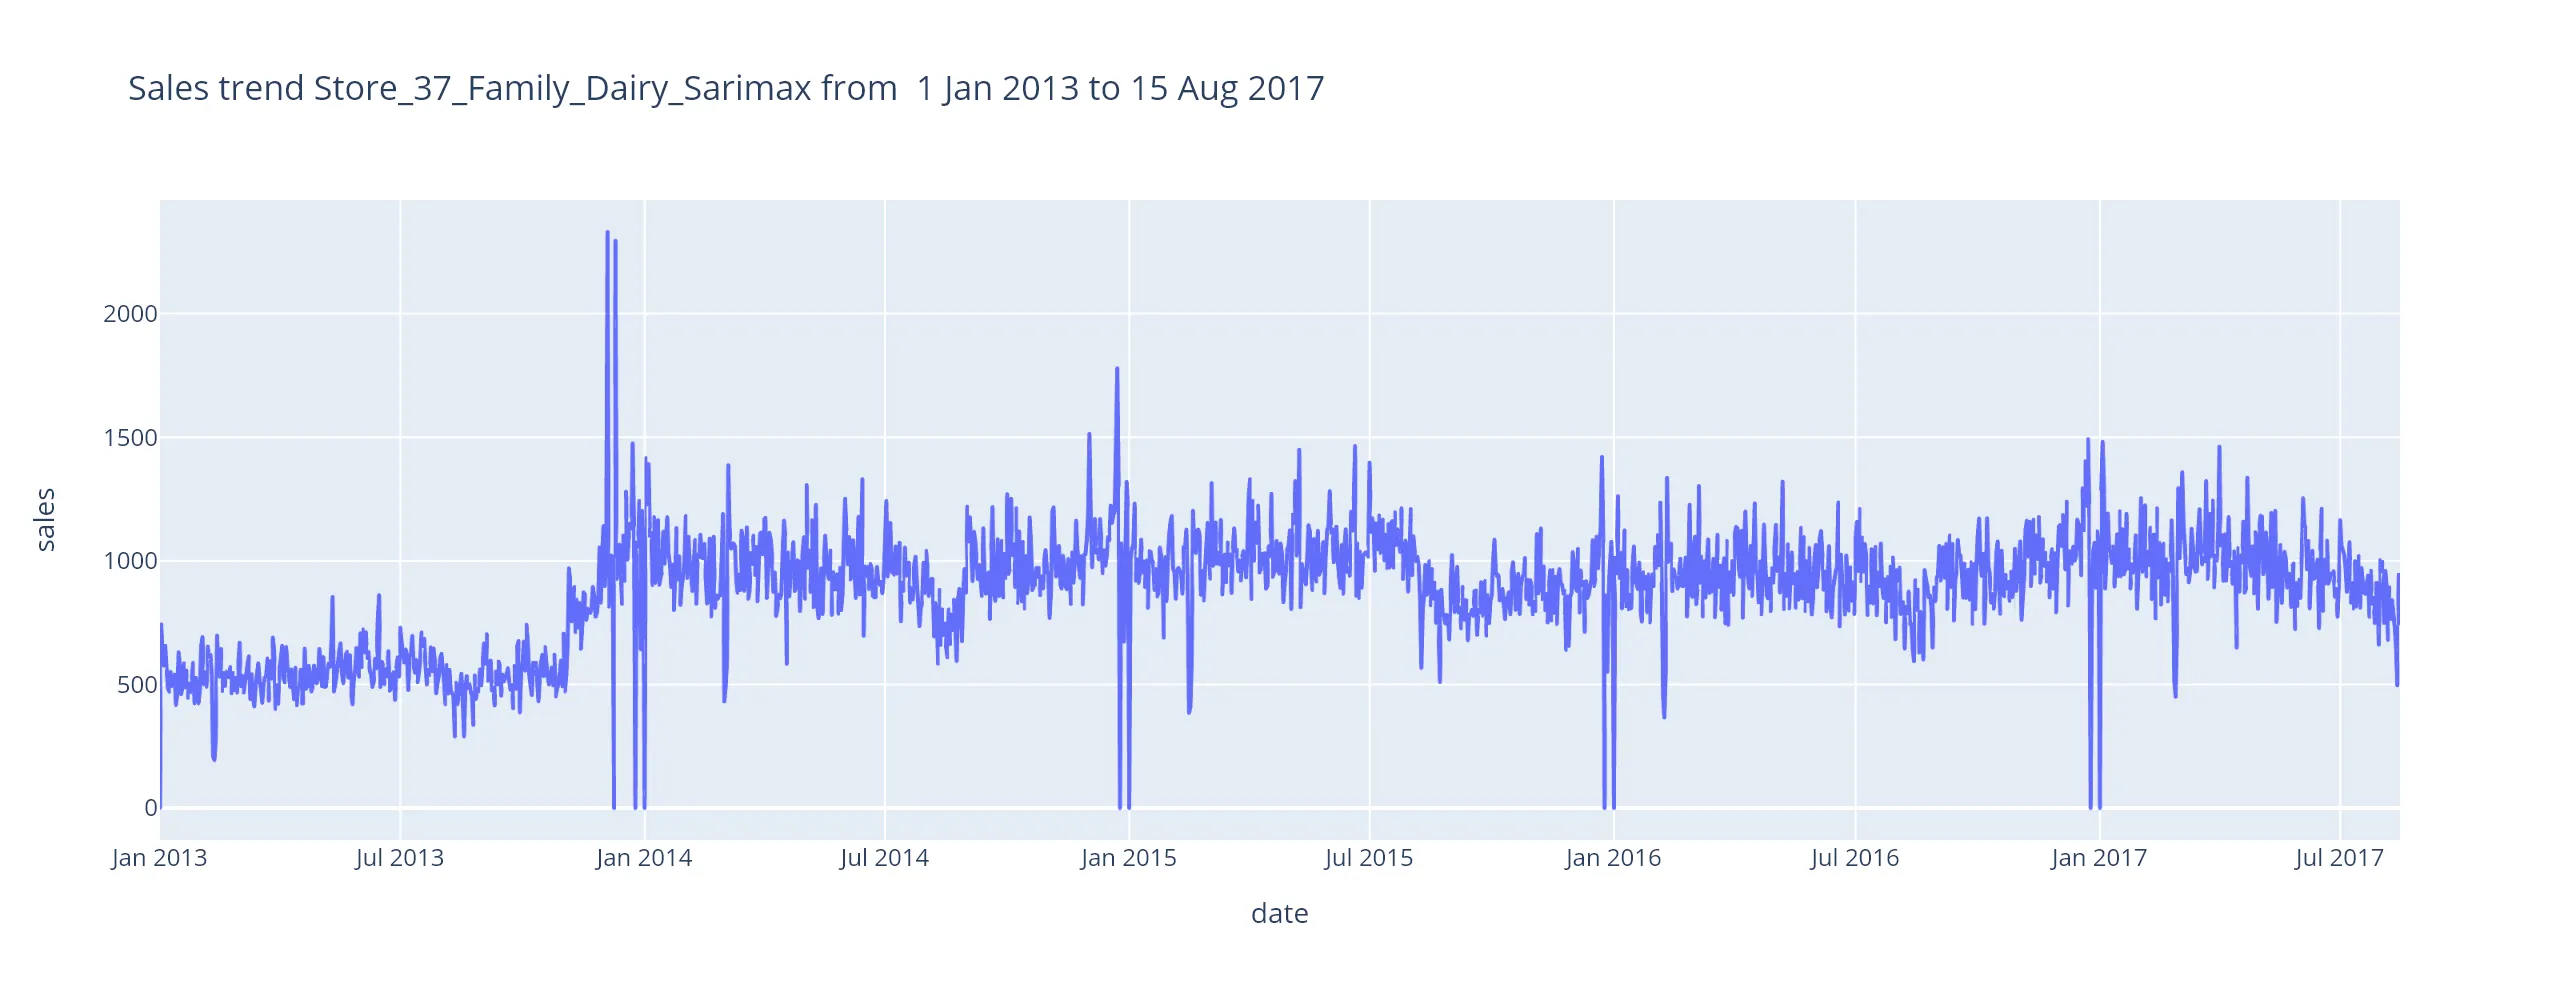 Sales trend Store_37_Family_Dairy_Sarimax from  1 Jan 2013 to 15 Aug 2017
2000
1500
1000
500
0
sales
Jan 2013 Jul 2013 Jan 2014 Jul 2014 Jan 2015 Jul 2015 Jan 2016 Jul 2016 Jan 2017 Jul 2017
date